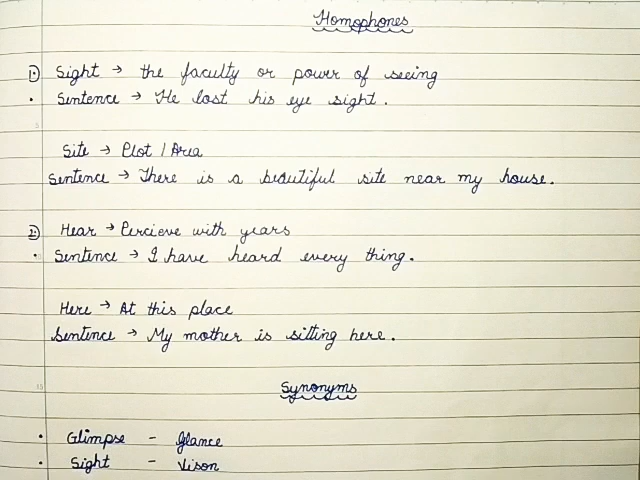 Homophones
1. Sight → the faculty or power of seeing
• Sentence → He lost his eye sight.
Site → Plot / Area
Sentence → There is a beautiful site near my house.
2. Hear → Percieve with years
• Sentence → I have heard every thing.
Here → At this place
Sentence → My mother is sitting here.
Synonyms
• Glimpse - Glance
• Sight - Vison